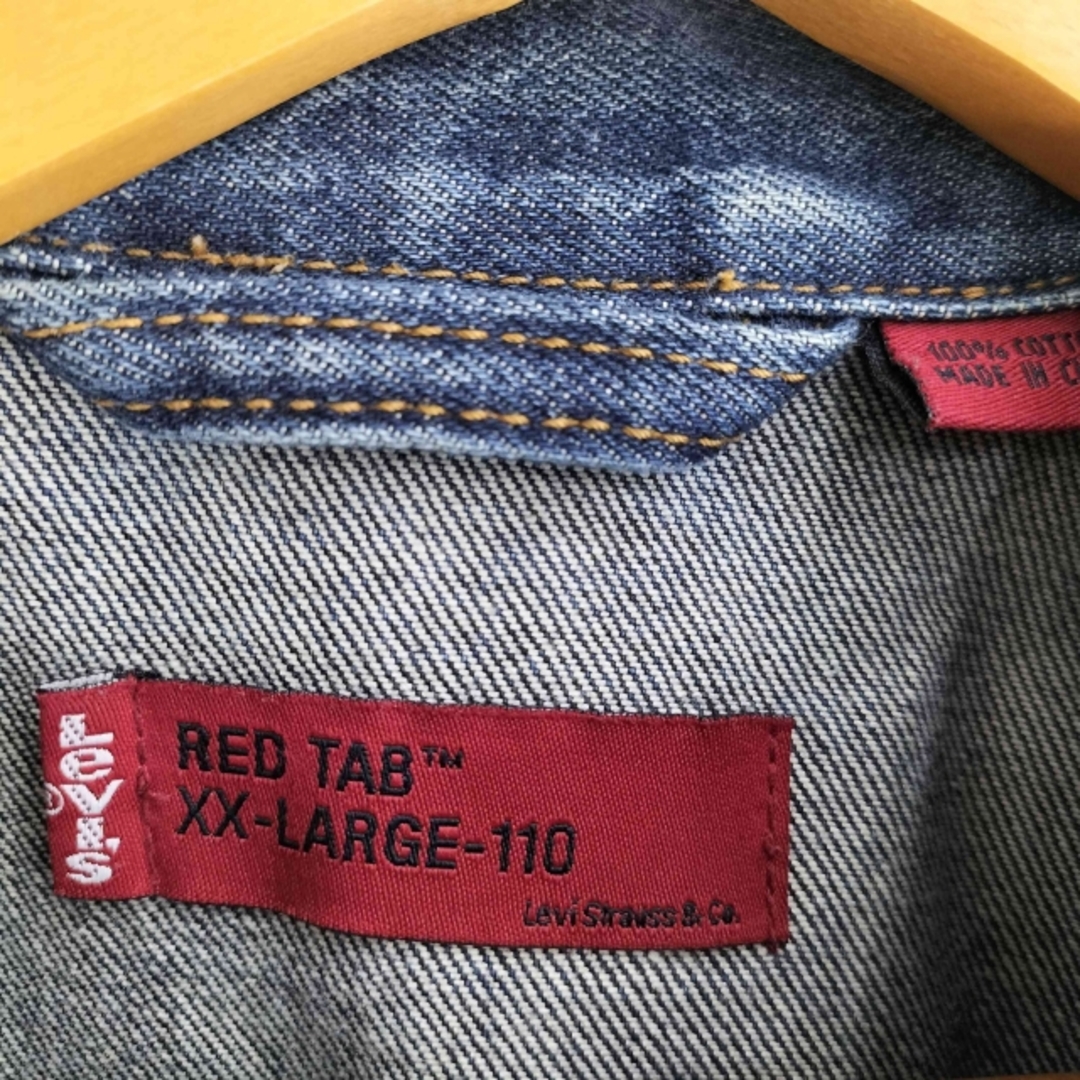 100% COTT
MADE IN C
LEVI'S
®
RED TAB™
XX-LARGE-110
Levi Strauss & Co.